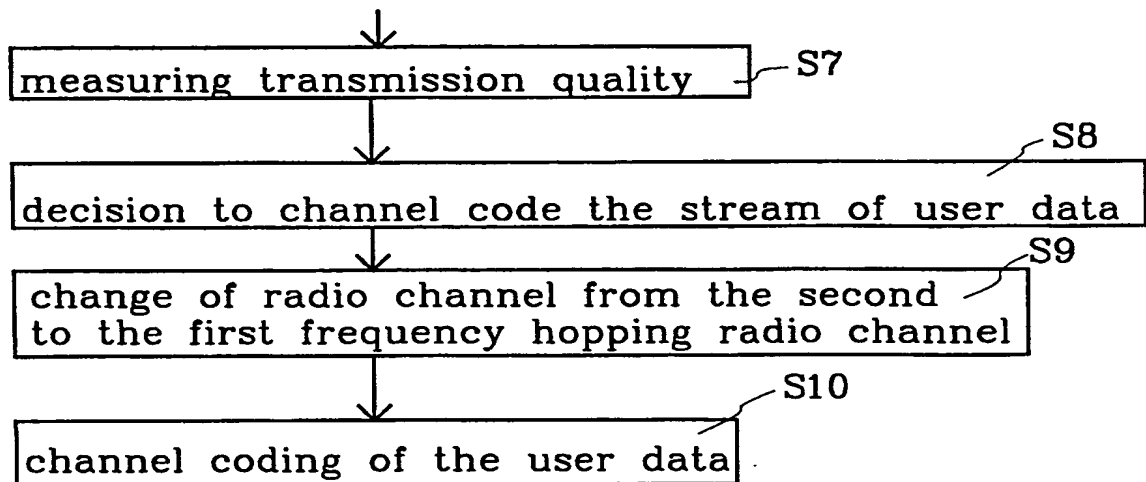 measuring transmission quality
S7
S8
decision to channel code the stream of user data
S9
change of radio channel from the second
to the first frequency hopping radio channel
S10
channel coding of the user data